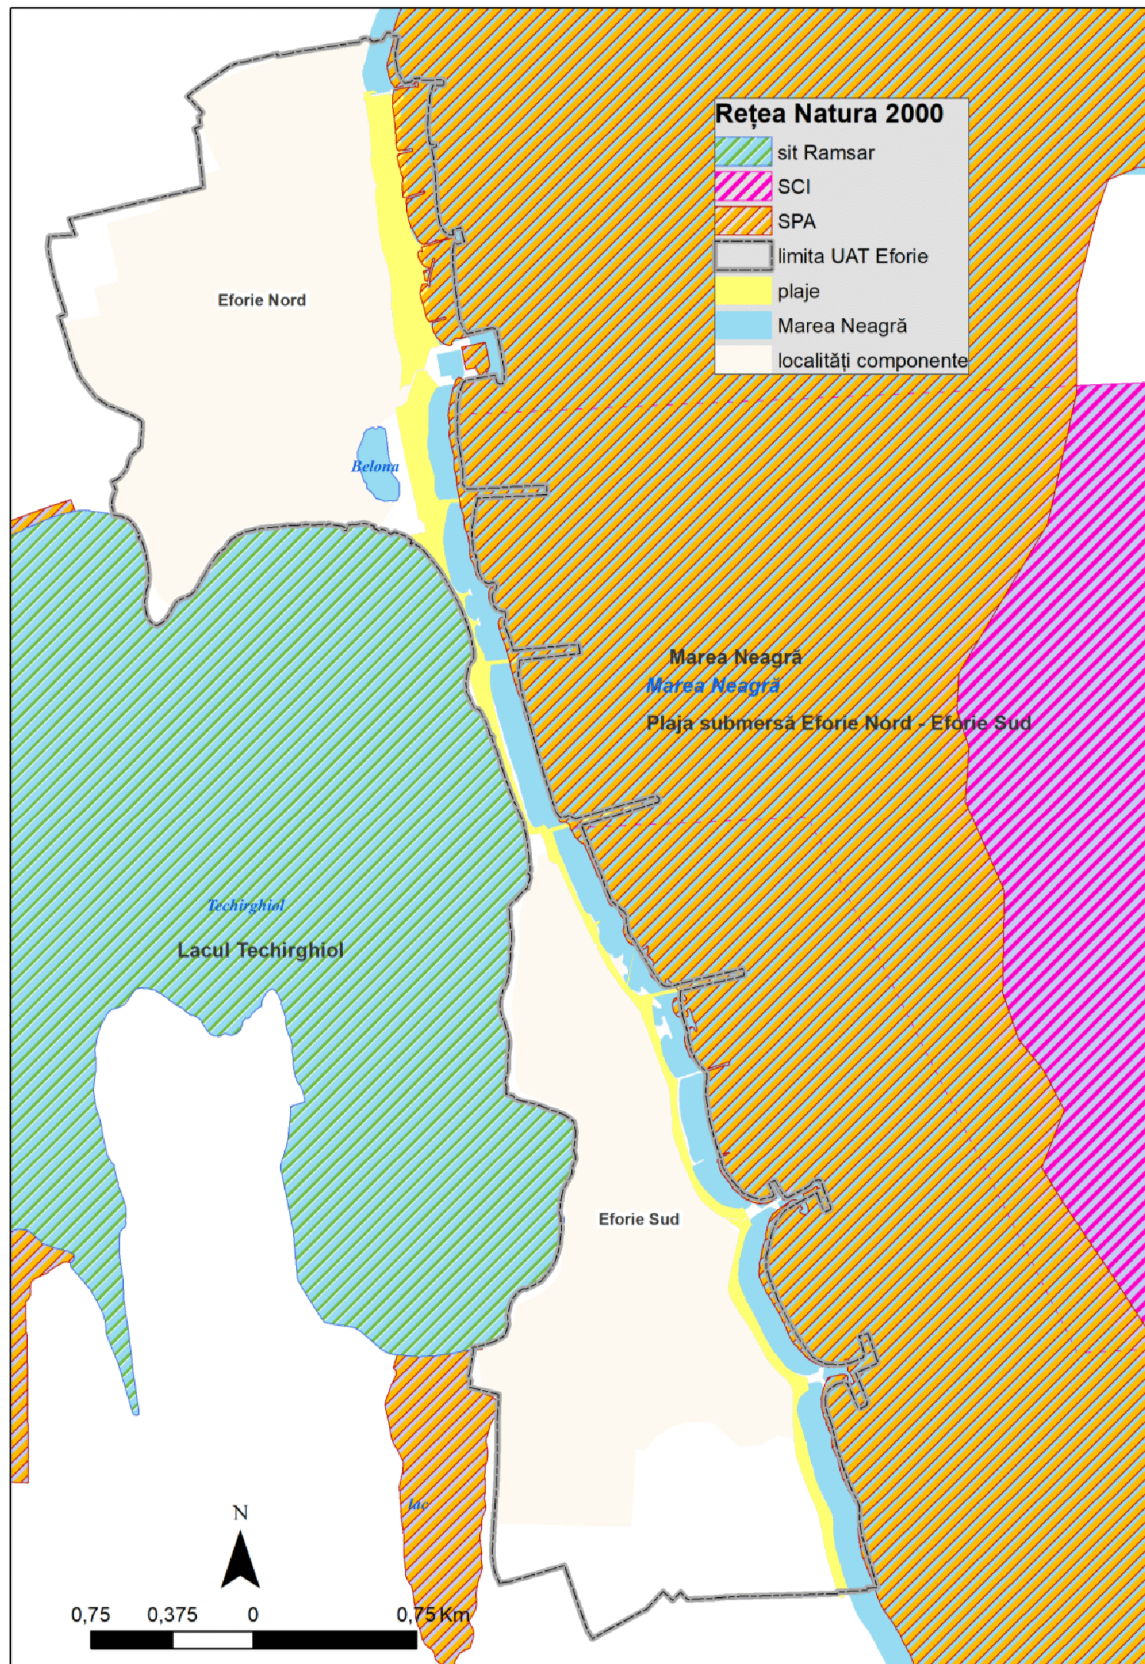 Rețea Natura 2000
sit Ramsar
SCI
SPA
limita UAT Eforie
plaje
Marea Neagră
localități componente
Eforie Nord
Belona
Marea Neagră
Marea Neagră
Plaja submersă Eforie Nord - Eforie Sud
Techirghiol
Lacul Techirghiol
Eforie Sud
lac
N
0,75 0,375 0 0,75 Km